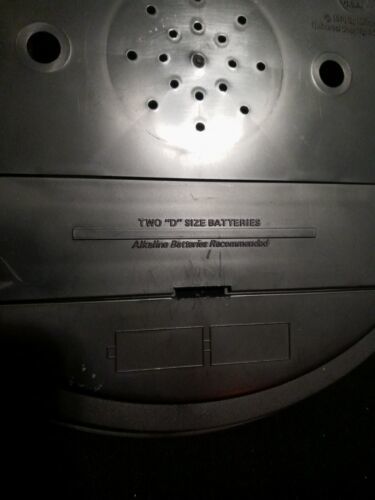 TWO "D" SIZE BATTERIES
Alkaline Batteries Recommended